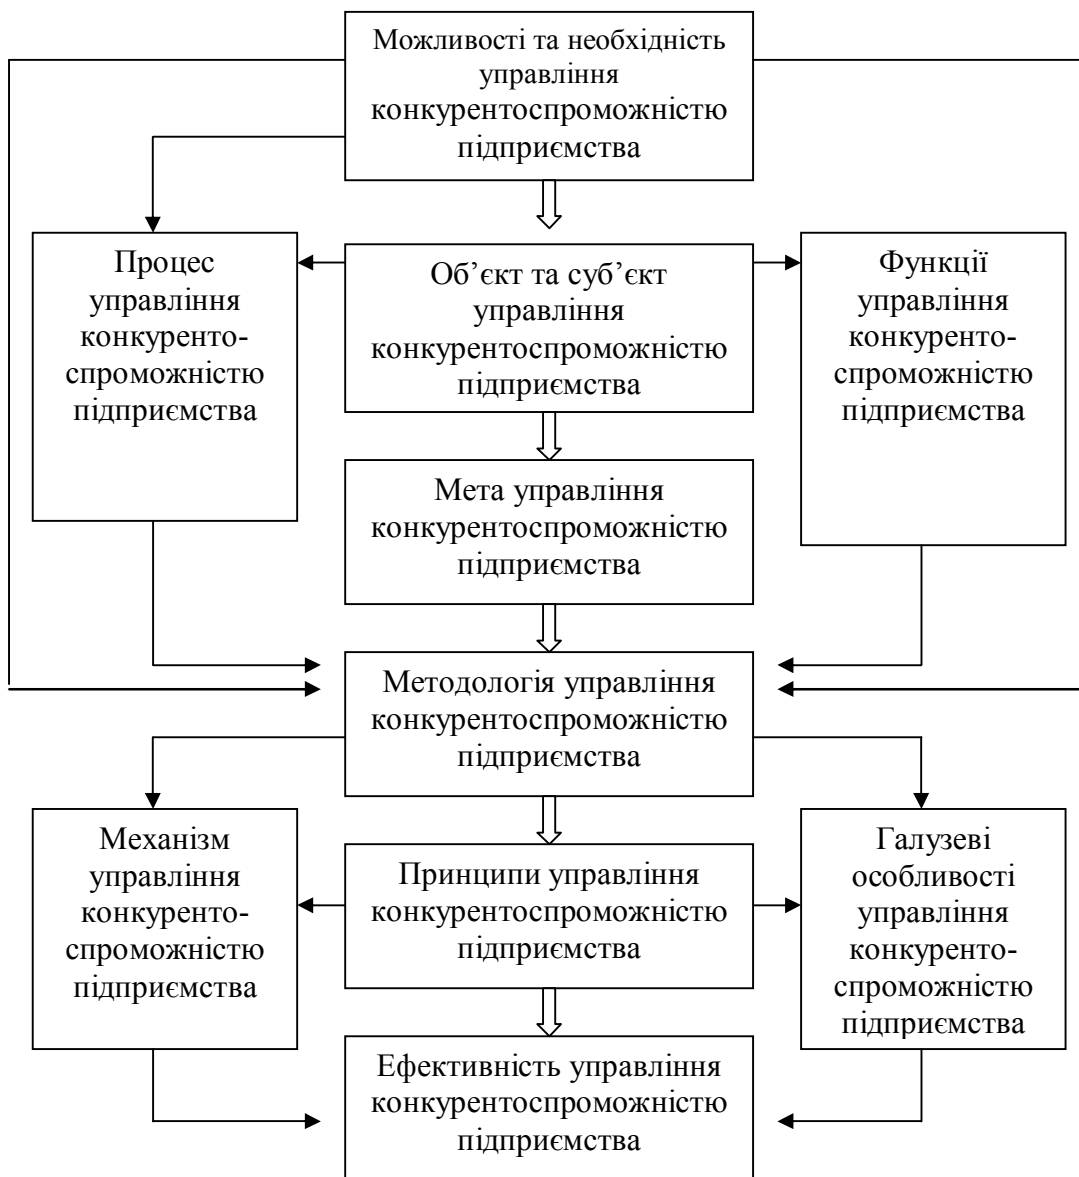 Можливості та необхідність
управління
конкурентоспроможністю
підприємства
Процес
управління
конкуренто-
спроможністю
підприємства
Об’єкт та суб’єкт
управління
конкурентоспроможністю
підприємства
Функції
управління
конкуренто-
спроможністю
підприємства
Мета управління
конкурентоспроможністю
підприємства
Методологія управління
конкурентоспроможністю
підприємства
Механізм
управління
конкуренто-
спроможністю
підприємства
Принципи управління
конкурентоспроможністю
підприємства
Галузеві
особливості
управління
конкуренто-
спроможністю
підприємства
Ефективність управління
конкурентоспроможністю
підприємства